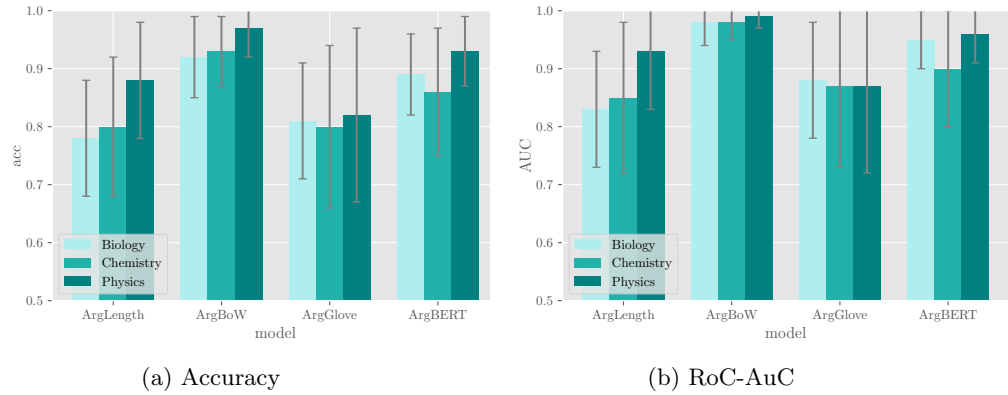 1.0
0.9
0.8
0.7
0.6
0.5
acc
Biology
Chemistry
Physics
ArgLength ArgBoW ArgGlove ArgBERT
model
(a) Accuracy
1.0
0.9
0.8
0.7
0.6
0.5
AUC
Biology
Chemistry
Physics
ArgLength ArgBoW ArgGlove ArgBERT
model
(b) RoC-AuC